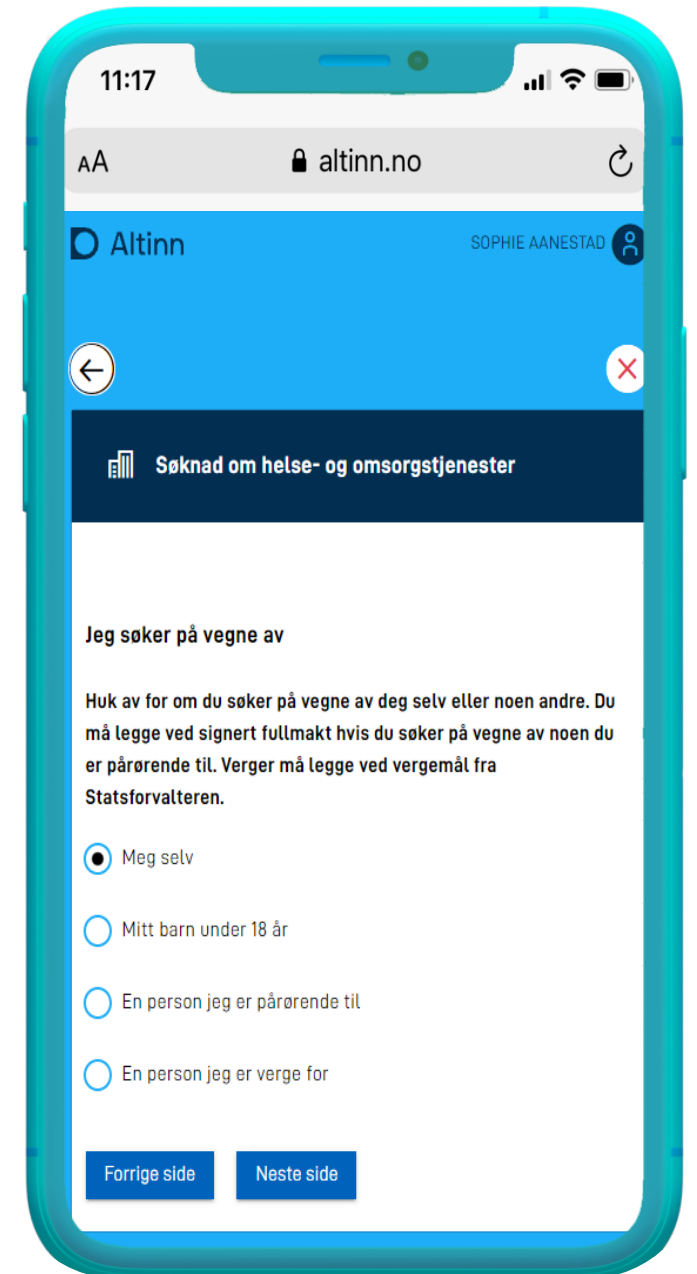 11:17
AA altinn.no
Altinn SOPHIE AANESTAD
Søknad om helse- og omsorgstjenester
Jeg søker på vegne av
Huk av for om du søker på vegne av deg selv eller noen andre. Du
må legge ved signert fullmakt hvis du søker på vegne av noen du
er pårørende til. Verger må legge ved vergemål fra
Statsforvalteren.
Meg selv
Mitt barn under 18 år
En person jeg er pårørende til
En person jeg er verge for
Forrige side Neste side